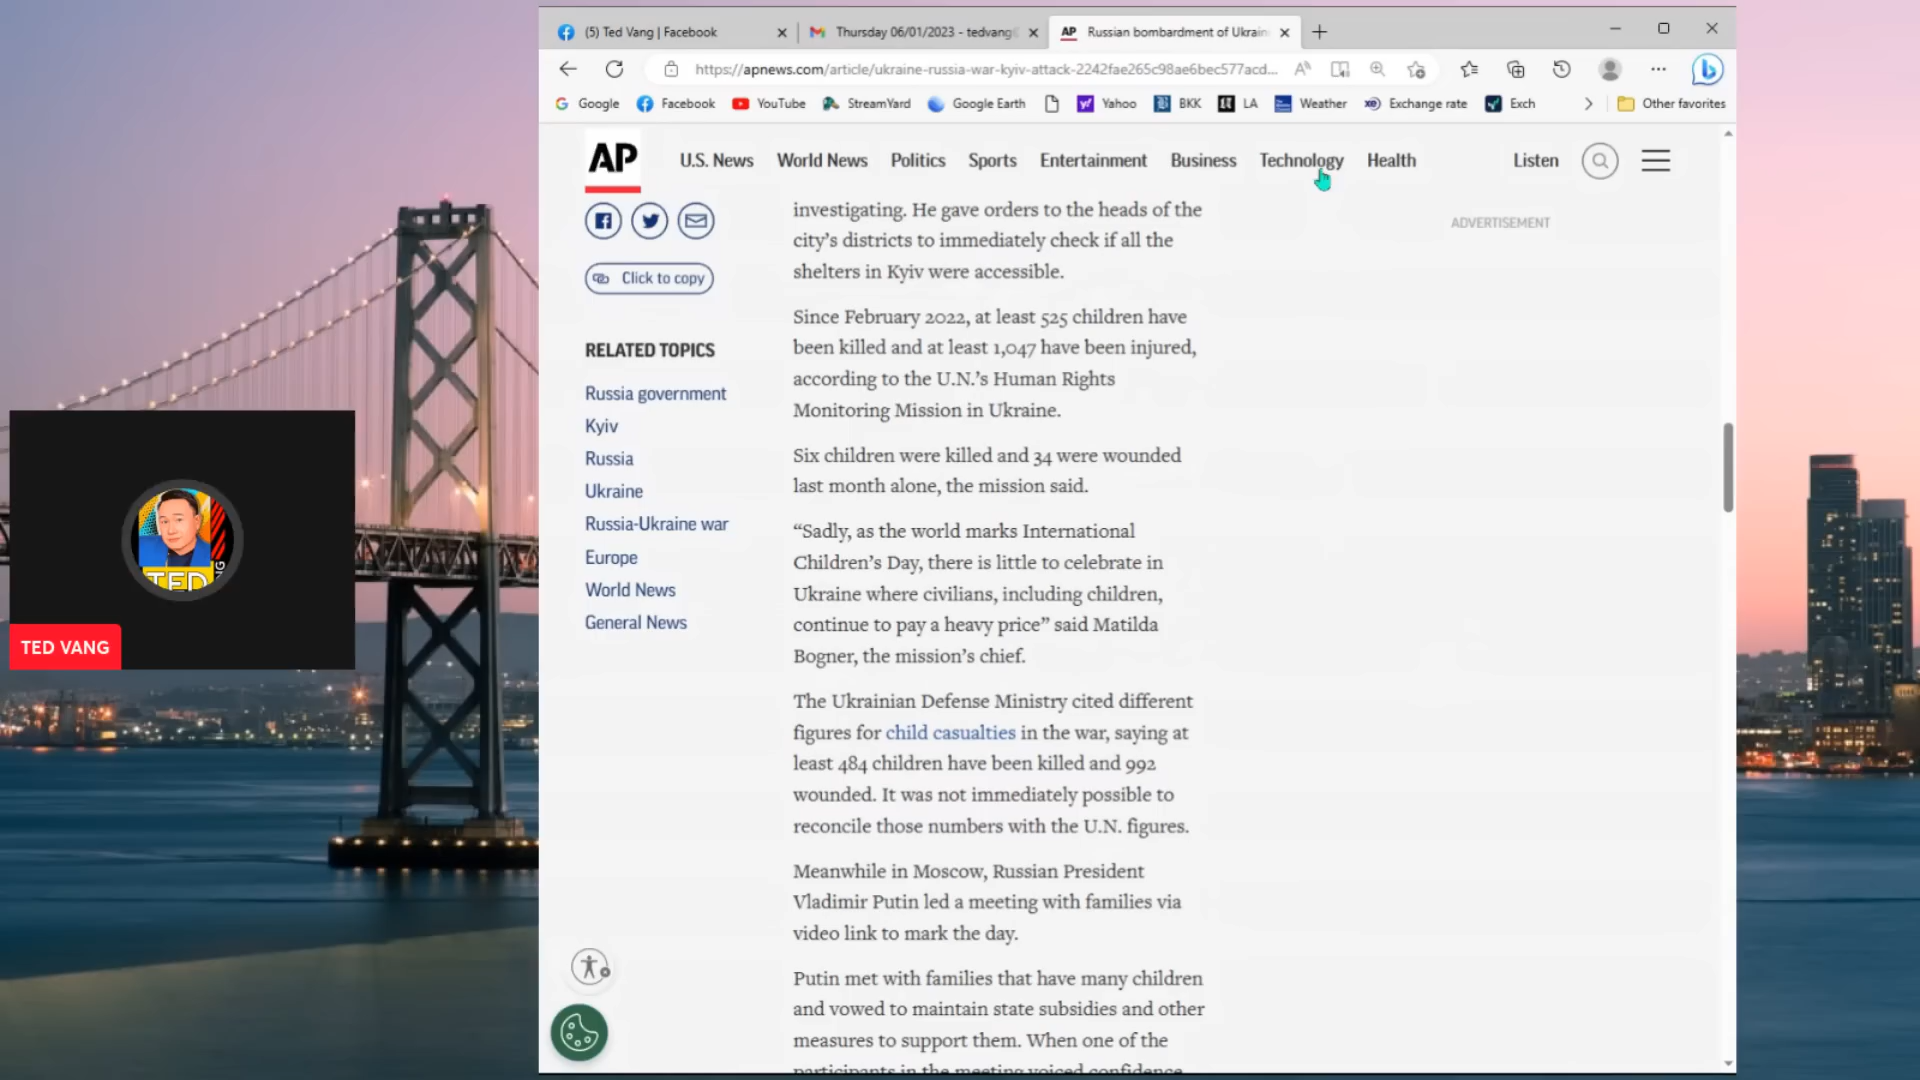 (5) Ted Vang | Facebook
Thursday 06/01/2023 - tedvang
AP Russian bombardment of Ukrain
https://apnews.com/article/ukraine-russia-war-kyiv-attack-2242fae265c98ae6bec577acd...
Google
Facebook
YouTube
StreamYard
Google Earth
Yahoo
BKK
LA
Weather
Exchange rate
Exch
Other favorites
AP
U.S. News
World News
Politics
Sports
Entertainment
Business
Technology
Health
Listen
Click to copy
RELATED TOPICS
Russia government
Kyiv
Russia
Ukraine
Russia-Ukraine war
Europe
World News
General News
investigating. He gave orders to the heads of the
city’s districts to immediately check if all the
shelters in Kyiv were accessible.
Since February 2022, at least 525 children have
been killed and at least 1,047 have been injured,
according to the U.N.’s Human Rights
Monitoring Mission in Ukraine.
Six children were killed and 34 were wounded
last month alone, the mission said.
“Sadly, as the world marks International
Children’s Day, there is little to celebrate in
Ukraine where civilians, including children,
continue to pay a heavy price” said Matilda
Bogner, the mission’s chief.
The Ukrainian Defense Ministry cited different
figures for child casualties in the war, saying at
least 484 children have been killed and 992
wounded. It was not immediately possible to
reconcile those numbers with the U.N. figures.
Meanwhile in Moscow, Russian President
Vladimir Putin led a meeting with families via
video link to mark the day.
Putin met with families that have many children
and vowed to maintain state subsidies and other
measures to support them. When one of the
participants in the meeting voiced confidence
ADVERTISEMENT
TED
TED VANG